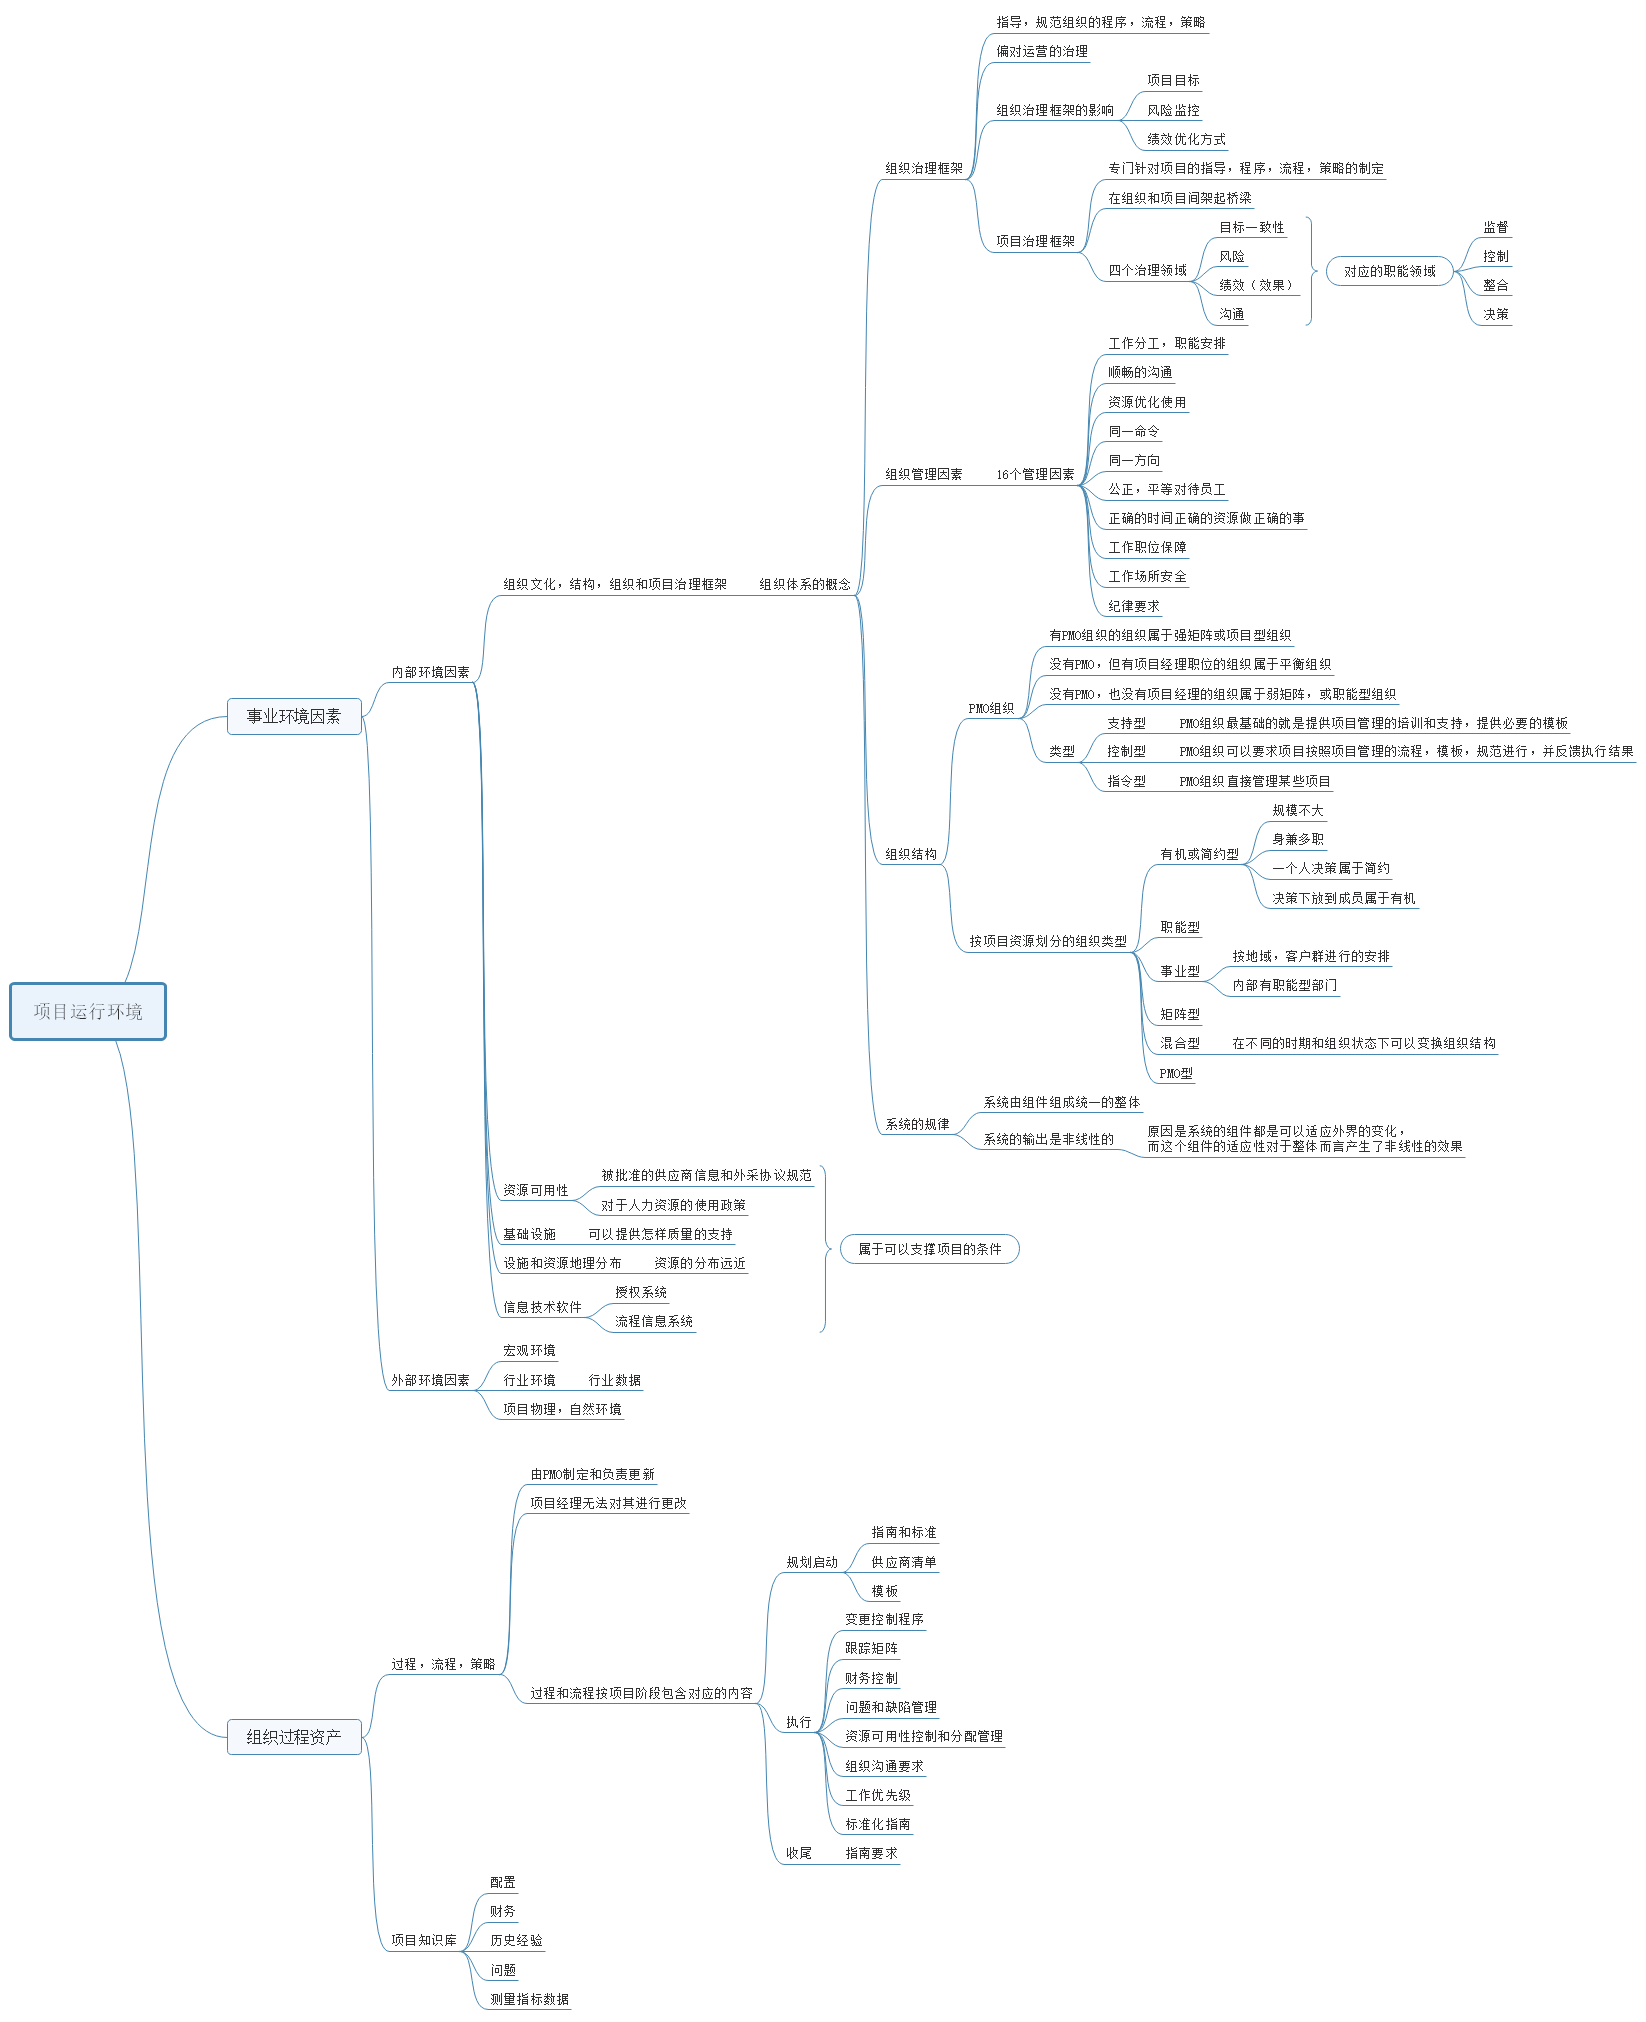 指导，规范组织的程序，流程，策略
偏对运营的治理
项目目标
组织治理框架的影响
风险监控
绩效优化方式
组织治理框架
专门针对项目的指导，程序，流程，策略的制定
在组织和项目间架起桥梁
项目治理框架
目标一致性
四个治理领域
风险
绩效（效果）
沟通
对应的职能领域
监督
控制
整合
决策
工作分工，职能安排
顺畅的沟通
资源优化使用
同一命令
组织管理因素
16个管理因素
同一方向
公正，平等对待员工
正确的时间正确的资源做正确的事
工作职位保障
工作场所安全
纪律要求
组织文化，结构，组织和项目治理框架
组织体系的概念
有PMO组织的组织属于强矩阵或项目型组织
没有PMO，但有项目经理职位的组织属于平衡组织
没有PMO，也没有项目经理的组织属于弱矩阵，或职能型组织
PMO组织
类型
支持型
PMO组织最基础的就是提供项目管理的培训和支持，提供必要的模板
控制型
PMO组织可以要求项目按照项目管理的流程，模板，规范进行，并反馈执行结果
指令型
PMO组织直接管理某些项目
组织结构
规模不大
有机或简约型
身兼多职
一个人决策属于简约
决策下放到成员属于有机
按项目资源划分的组织类型
职能型
事业型
按地域，客户群进行的安排
内部有职能型部门
矩阵型
混合型
在不同的时期和组织状态下可以变换组织结构
PMO型
系统的规律
系统由组件组成统一的整体
系统的输出是非线性的
原因是系统的组件都是可以适应外界的变化，
而这个组件的适应性对于整体而言产生了非线性的效果
内部环境因素
事业环境因素
资源可用性
被批准的供应商信息和外采协议规范
对于人力资源的使用政策
基础设施
可以提供怎样质量的支持
设施和资源地理分布
资源的分布远近
信息技术软件
授权系统
流程信息系统
属于可以支撑项目的条件
外部环境因素
宏观环境
行业环境
行业数据
项目物理，自然环境
项目运行环境
由PMO制定和负责更新
项目经理无法对其进行更改
过程，流程，策略
过程和流程按项目阶段包含对应的内容
规划启动
指南和标准
供应商清单
模板
执行
变更控制程序
跟踪矩阵
财务控制
问题和缺陷管理
资源可用性控制和分配管理
组织沟通要求
工作优先级
标准化指南
收尾
指南要求
组织过程资产
项目知识库
配置
财务
历史经验
问题
测量指标数据